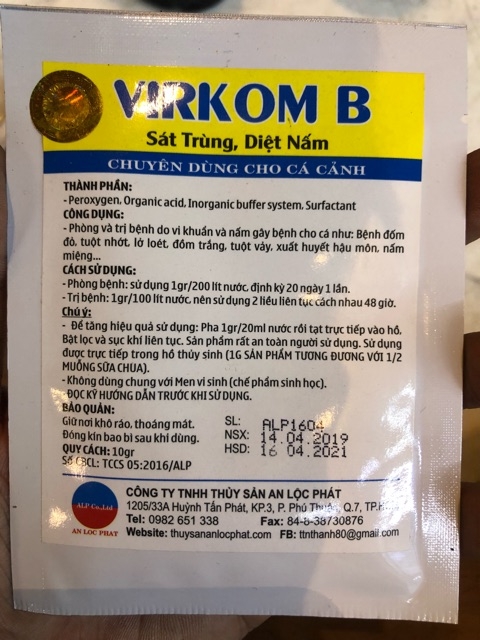 VIRKOM B
Sát Trùng, Diệt Nấm
CHUYÊN DÙNG CHO CÁ CẢNH
THÀNH PHẦN:
- Peroxygen, Organic acid, Inorganic buffer system, Surfactant
CÔNG DỤNG:
- Phòng và trị bệnh do vi khuẩn và nấm gây bệnh cho cá như: Bệnh đốm
đỏ, tuột nhớt, lở loét, đồm trắng, tuột vảy, xuất huyết hậu môn, nấm
miệng...
CÁCH SỬ DỤNG:
- Phòng bệnh: sử dụng 1gr/200 lít nước, định kỳ 20 ngày 1 lần.
- Trị bệnh: 1gr/100 lít nước, nên sử dụng 2 liều liên tục cách nhau 48 giờ.
Chú ý:
- Để tăng hiệu quả sử dụng: Pha 1gr/20ml nước rồi tạt trực tiếp vào hồ.
Bật lọc và sục khí liên tục. Sản phẩm rất an toàn người sử dụng. Sử dụng
được trực tiếp trong hồ thủy sinh (1G SẢN PHẨM TƯƠNG ĐƯƠNG VỚI 1/2
MUỖNG SỮA CHUA).
- Không dùng chung với Men vi sinh (chế phẩm sinh học).
ĐỌC KỸ HƯỚNG DẪN TRƯỚC KHI SỬ DỤNG.
BẢO QUẢN:
Giữ nơi khô ráo, thoáng mát.
Đóng kín bao bì sau khi dùng.
QUY CÁCH: 10gr
Số CBCL: TCCS 05:2016/ALP
SL: ALP1604
NSX: 14.04.2019
HSD: 16 04.2021
ALP Co.,Ltd
AN LOC PHAT
CÔNG TY TNHH THỦY SẢN AN LỘC PHÁT
1205/33A Huỳnh Tấn Phát, KP.3, P. Phú Thuận, Q.7, TP.
Tel: 0982 651 338 Fax: 84-8-38730876
Website: thuysananlocphat.com FB: ttnthanh80@gmail.com